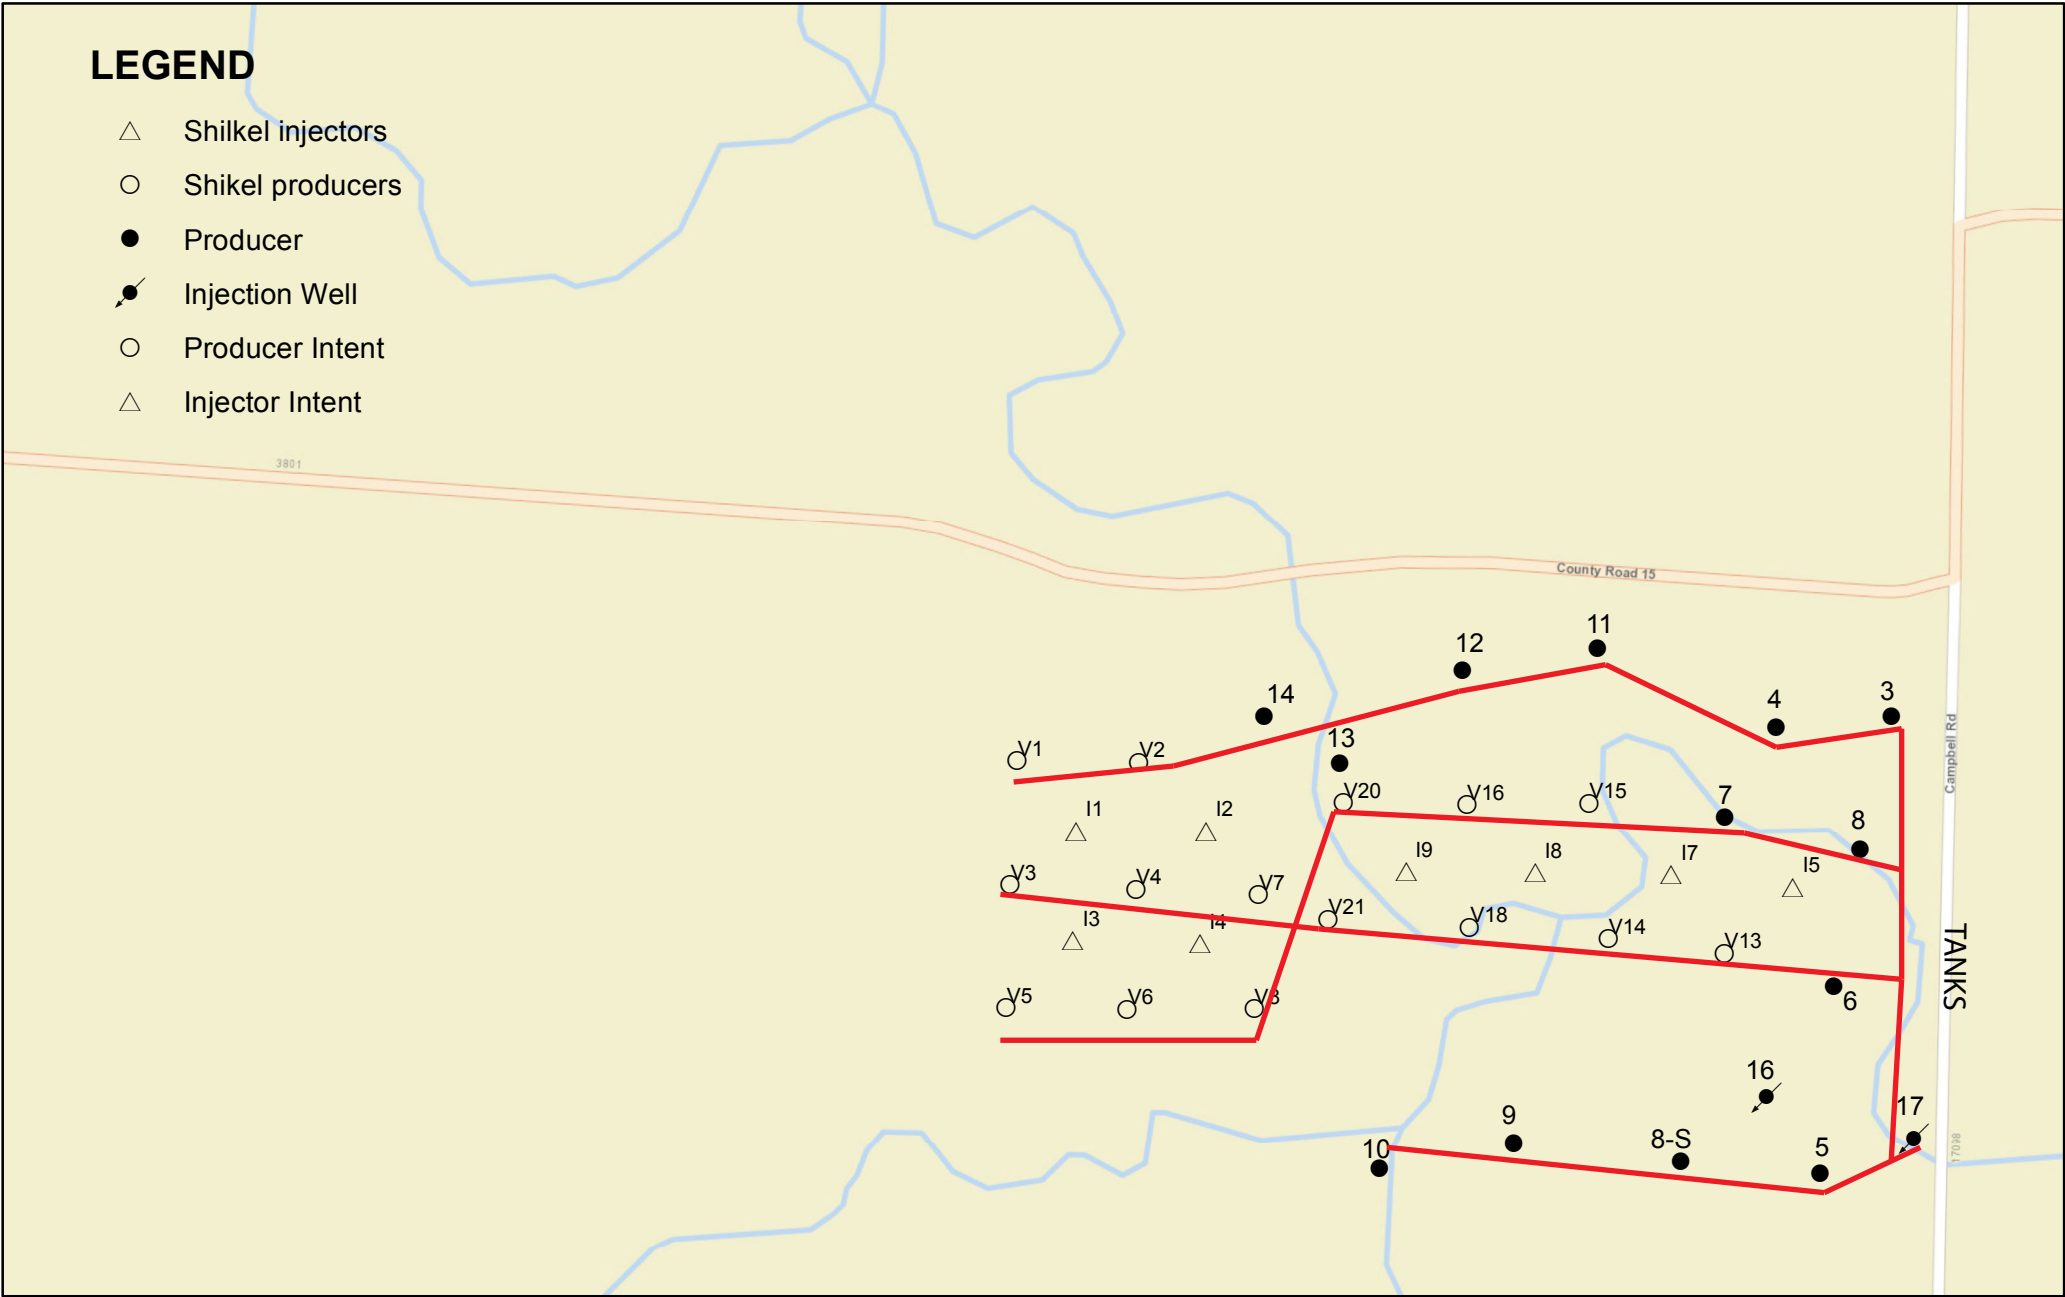 LEGEND
Shilkel injectors
Shikel producers
Producer
Injection Well
Producer Intent
Injector Intent
3801
County Road 15
11
12
3
14
4
13
V1
V2
Campbell Rd
V20
V16
V15
7
I1
I2
8
I9
I8
I7
I5
V3
V4
V7
V21
I3
I4
V18
V14
V13
TANKS
V5
V6
V8
6
16
17
9
8-S
5
10
17098